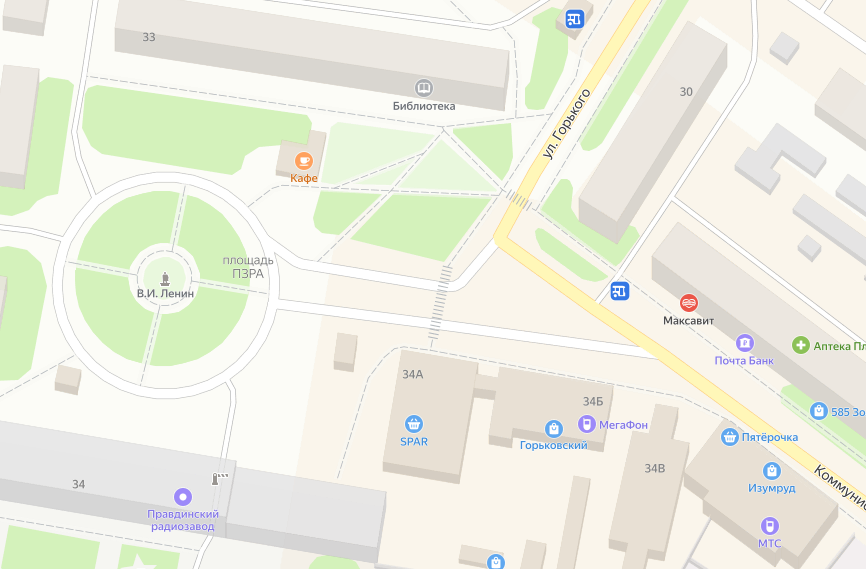 33
30
ул. Горького
Библиотека
Кафе
площадь
ПЗРА
В.И. Ленин
Максавит
Почта Банк
Аптека Пл
585 Зо
34А
34Б
SPAR
МегаФон
Горьковский
Пятёрочка
34В
Изумруд
Коммунис
34
Правдинский
радиозавод
МТС